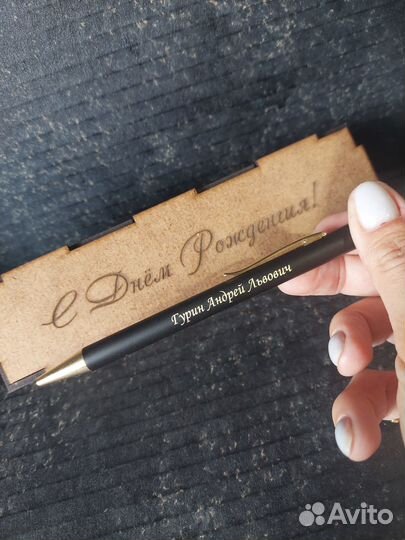 С Днём Рождения!
Гурин Андрей Львович
Avito